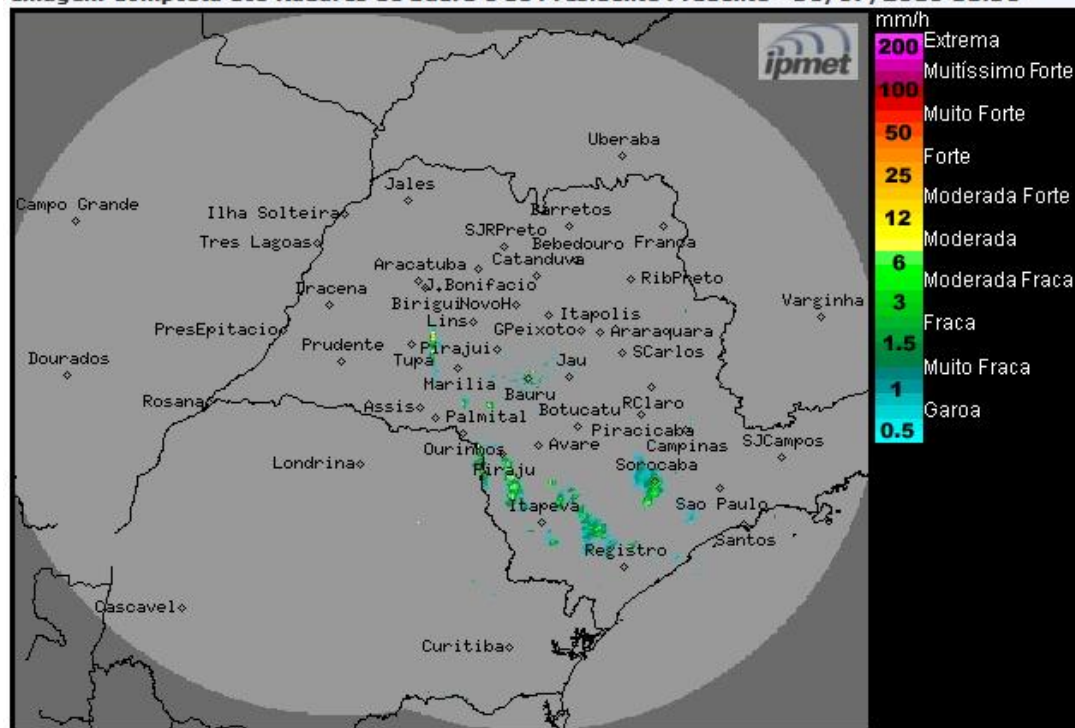 mm/h
200 Extrema
Muitíssimo Forte
100
Muito Forte
50
Forte
25
Moderada Forte
12
Moderada
6
Moderada Fraca
3
Fraca
1.5
Muito Fraca
1
Garoa
0.5
ipmet
Uberaba
Jales
Campo Grande
Ilha Solteira
Barretos
Tres Lagoas
SJRPreto
Bebedouro
Franca
Catanduva
Aracatuba
J.Bonifacio
RibPreto
Dracena
Birigui
NovoH
Itapolis
Varginha
Lins
GPeixoto
Araraquara
PresEpitacio
Prudente
Pirajui
SCarlos
Dourados
Tupa
Jau
Marilia
Bauru
Rosana
Assis
Palmital
Botucatu
RClaro
Piracicaba
Ourinhos
Avare
Campinas
SJCampos
Londrina
Piraju
Sorocaba
Itapeva
Sao Paulo
Santos
Registro
Cascavel
Curitiba